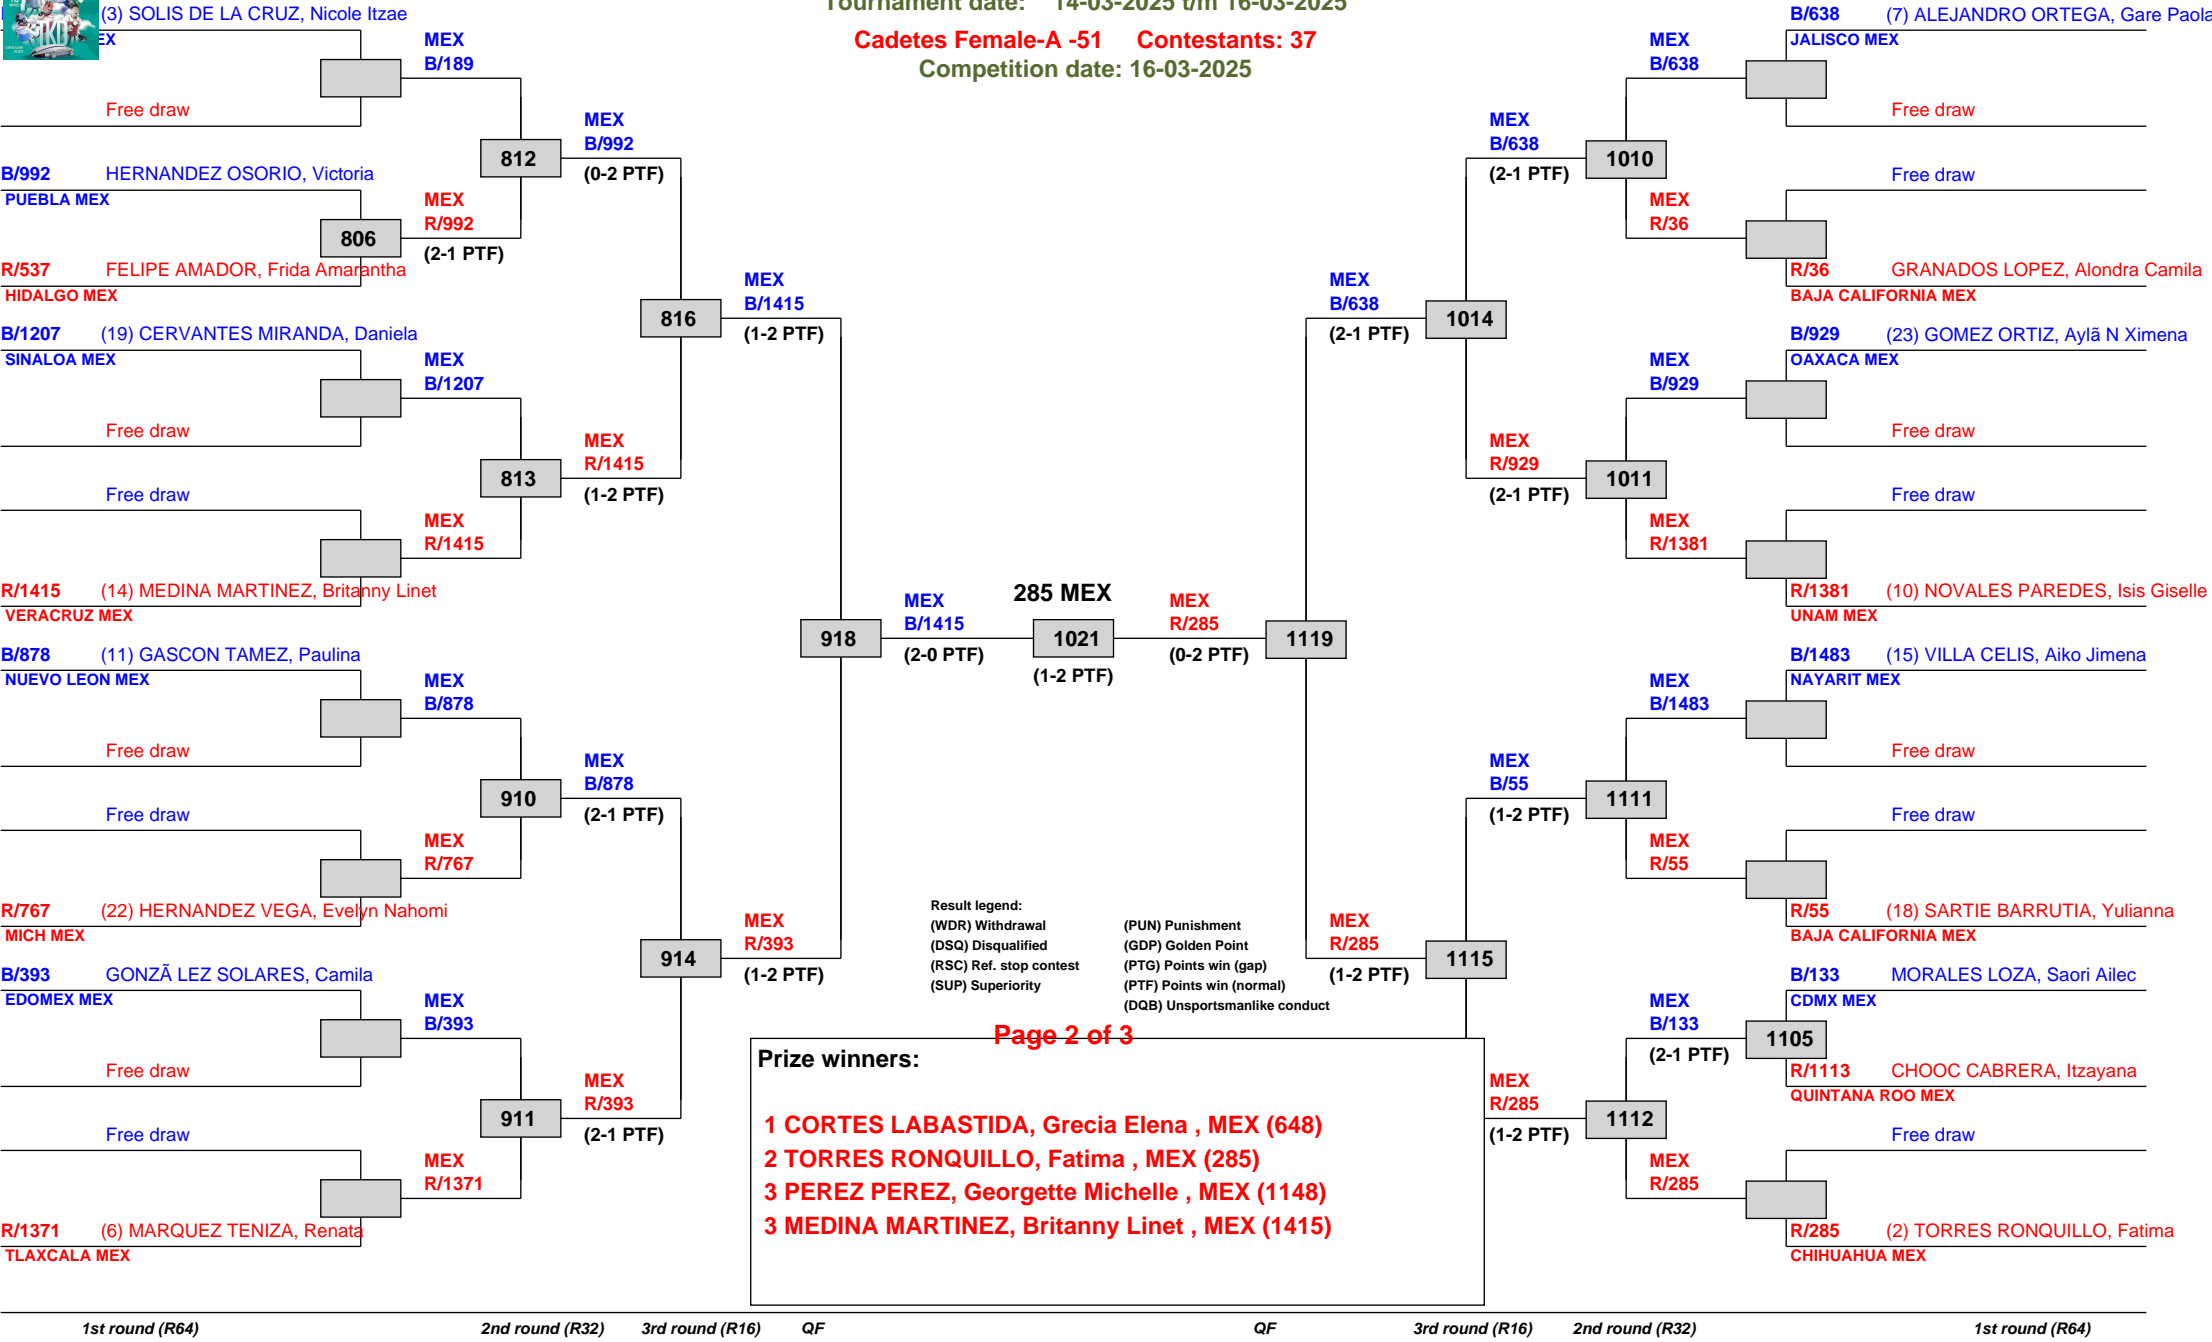 Tournament date: 14-03-2025 t/m 16-03-2025
Cadetes Female-A -51 Contestants: 37
Competition date: 16-03-2025
(3) SOLIS DE LA CRUZ, Nicole Itzae
EX
MEX
B/189
Free draw
MEX
B/992
812
(0-2 PTF)
B/992 HERNANDEZ OSORIO, Victoria
PUEBLA MEX
MEX
R/992
806
(2-1 PTF)
R/537 FELIPE AMADOR, Frida Amarantha
HIDALGO MEX
MEX
B/1415
816
(1-2 PTF)
B/1207 (19) CERVANTES MIRANDA, Daniela
SINALOA MEX
MEX
B/1207
Free draw
MEX
R/1415
813
(1-2 PTF)
Free draw
MEX
R/1415
R/1415 (14) MEDINA MARTINEZ, Britanny Linet
VERACRUZ MEX
918
MEX
B/1415
(2-0 PTF)
285 MEX
1021
(1-2 PTF)
MEX
R/285
(0-2 PTF)
1119
B/878 (11) GASCON TAMEZ, Paulina
NUEVO LEON MEX
MEX
B/878
Free draw
MEX
B/878
910
(2-1 PTF)
Free draw
MEX
R/767
R/767 (22) HERNANDEZ VEGA, Evelyn Nahomi
MICH MEX
MEX
R/393
914
(1-2 PTF)
B/393 GONZÃ LEZ SOLARES, Camila
EDOMEX MEX
MEX
B/393
Free draw
MEX
R/393
911
(2-1 PTF)
Free draw
MEX
R/1371
R/1371 (6) MARQUEZ TENIZA, Renata
TLAXCALA MEX
B/638 (7) ALEJANDRO ORTEGA, Gare Paola
JALISCO MEX
MEX
B/638
Free draw
MEX
B/638
1010
(2-1 PTF)
Free draw
MEX
R/36
R/36 GRANADOS LOPEZ, Alondra Camila
BAJA CALIFORNIA MEX
MEX
B/638
1014
(2-1 PTF)
B/929 (23) GOMEZ ORTIZ, Aylã N Ximena
OAXACA MEX
MEX
B/929
Free draw
MEX
R/929
1011
(2-1 PTF)
Free draw
MEX
R/1381
R/1381 (10) NOVALES PAREDES, Isis Giselle
UNAM MEX
B/1483 (15) VILLA CELIS, Aiko Jimena
NAYARIT MEX
MEX
B/1483
Free draw
MEX
B/55
1111
(1-2 PTF)
Free draw
MEX
R/55
R/55 (18) SARTIE BARRUTIA, Yulianna
BAJA CALIFORNIA MEX
MEX
R/285
1115
(1-2 PTF)
B/133 MORALES LOZA, Saori Ailec
CDMX MEX
MEX
B/133
1105
(2-1 PTF)
R/1113 CHOOC CABRERA, Itzayana
QUINTANA ROO MEX
MEX
R/285
1112
(1-2 PTF)
Free draw
MEX
R/285
R/285 (2) TORRES RONQUILLO, Fatima
CHIHUAHUA MEX
Result legend:
(WDR) Withdrawal (PUN) Punishment
(DSQ) Disqualified (GDP) Golden Point
(RSC) Ref. stop contest (PTG) Points win (gap)
(SUP) Superiority (PTF) Points win (normal)
(DQB) Unsportsmanlike conduct
Page 2 of 3
Prize winners:
1 CORTES LABASTIDA, Grecia Elena , MEX (648)
2 TORRES RONQUILLO, Fatima , MEX (285)
3 PEREZ PEREZ, Georgette Michelle , MEX (1148)
3 MEDINA MARTINEZ, Britanny Linet , MEX (1415)
1st round (R64) 2nd round (R32) 3rd round (R16) QF QF 3rd round (R16) 2nd round (R32) 1st round (R64)